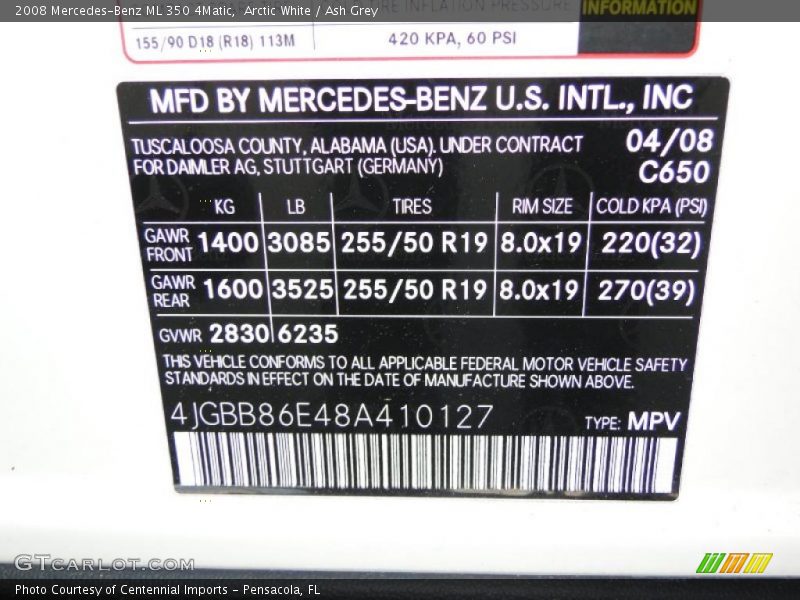 2008 Mercedes-Benz ML 350 4Matic,  Arctic White / Ash Grey
TIRE INFLATION PRESSURE
INFORMATION
155/90 D18 (R18) 113M 420 KPA, 60 PSI
MFD BY MERCEDES-BENZ U.S. INTL., INC
TUSCALOOSA COUNTY, ALABAMA (USA). UNDER CONTRACT 04/08
FOR DAIMLER AG, STUTTGART (GERMANY) C650
KG LB TIRES RIM SIZE COLD KPA (PSI)
GAWR FRONT 1400 3085 255/50 R19 8.0x19 220(32)
GAWR REAR 1600 3525 255/50 R19 8.0x19 270(39)
GVWR 2830 6235
THIS VEHICLE CONFORMS TO ALL APPLICABLE FEDERAL MOTOR VEHICLE SAFETY
STANDARDS IN EFFECT ON THE DATE OF MANUFACTURE SHOWN ABOVE.
4JGBB86E48A410127 TYPE: MPV
GTcarlot.com
Photo Courtesy of Centennial Imports - Pensacola, FL